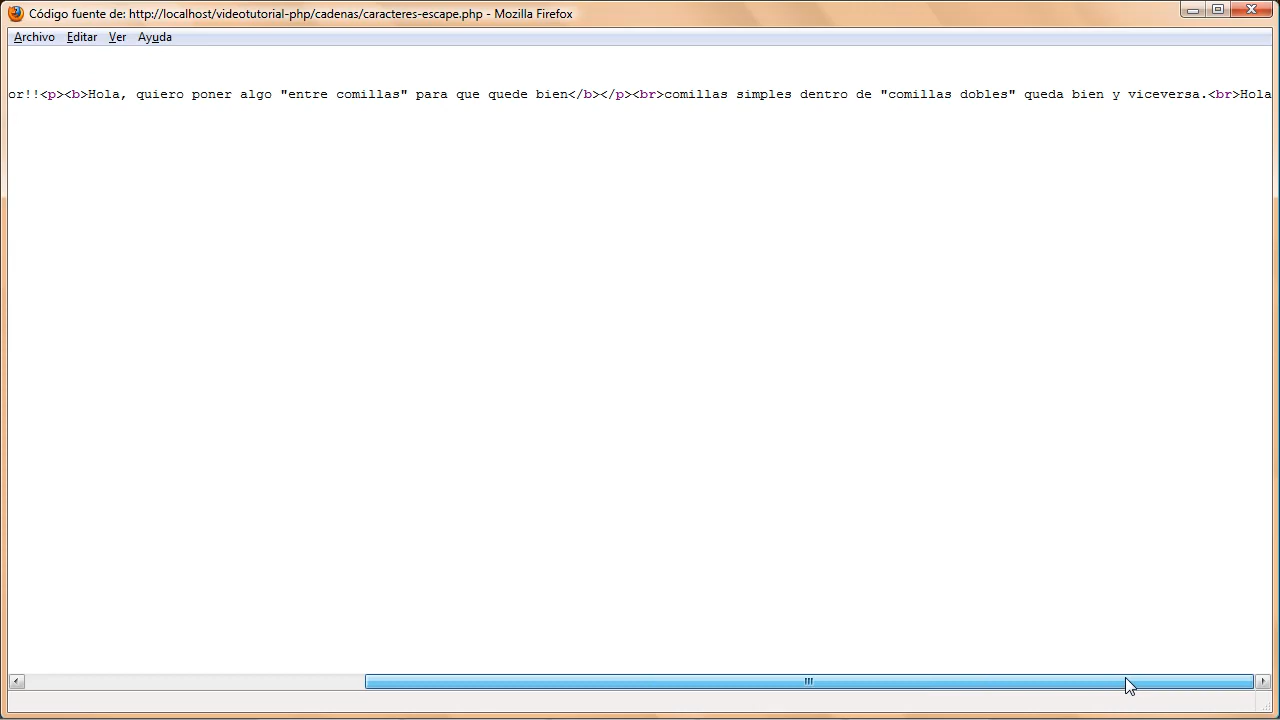 Código fuente de: http://localhost/videotutorial-php/cadenas/caracteres-escape.php - Mozilla Firefox
Archivo Editar Ver Ayuda
or!!<p><b>Hola, quiero poner algo "entre comillas" para que quede bien</b></p><br>comillas simples dentro de "comillas dobles" queda bien y viceversa.<br>Hola